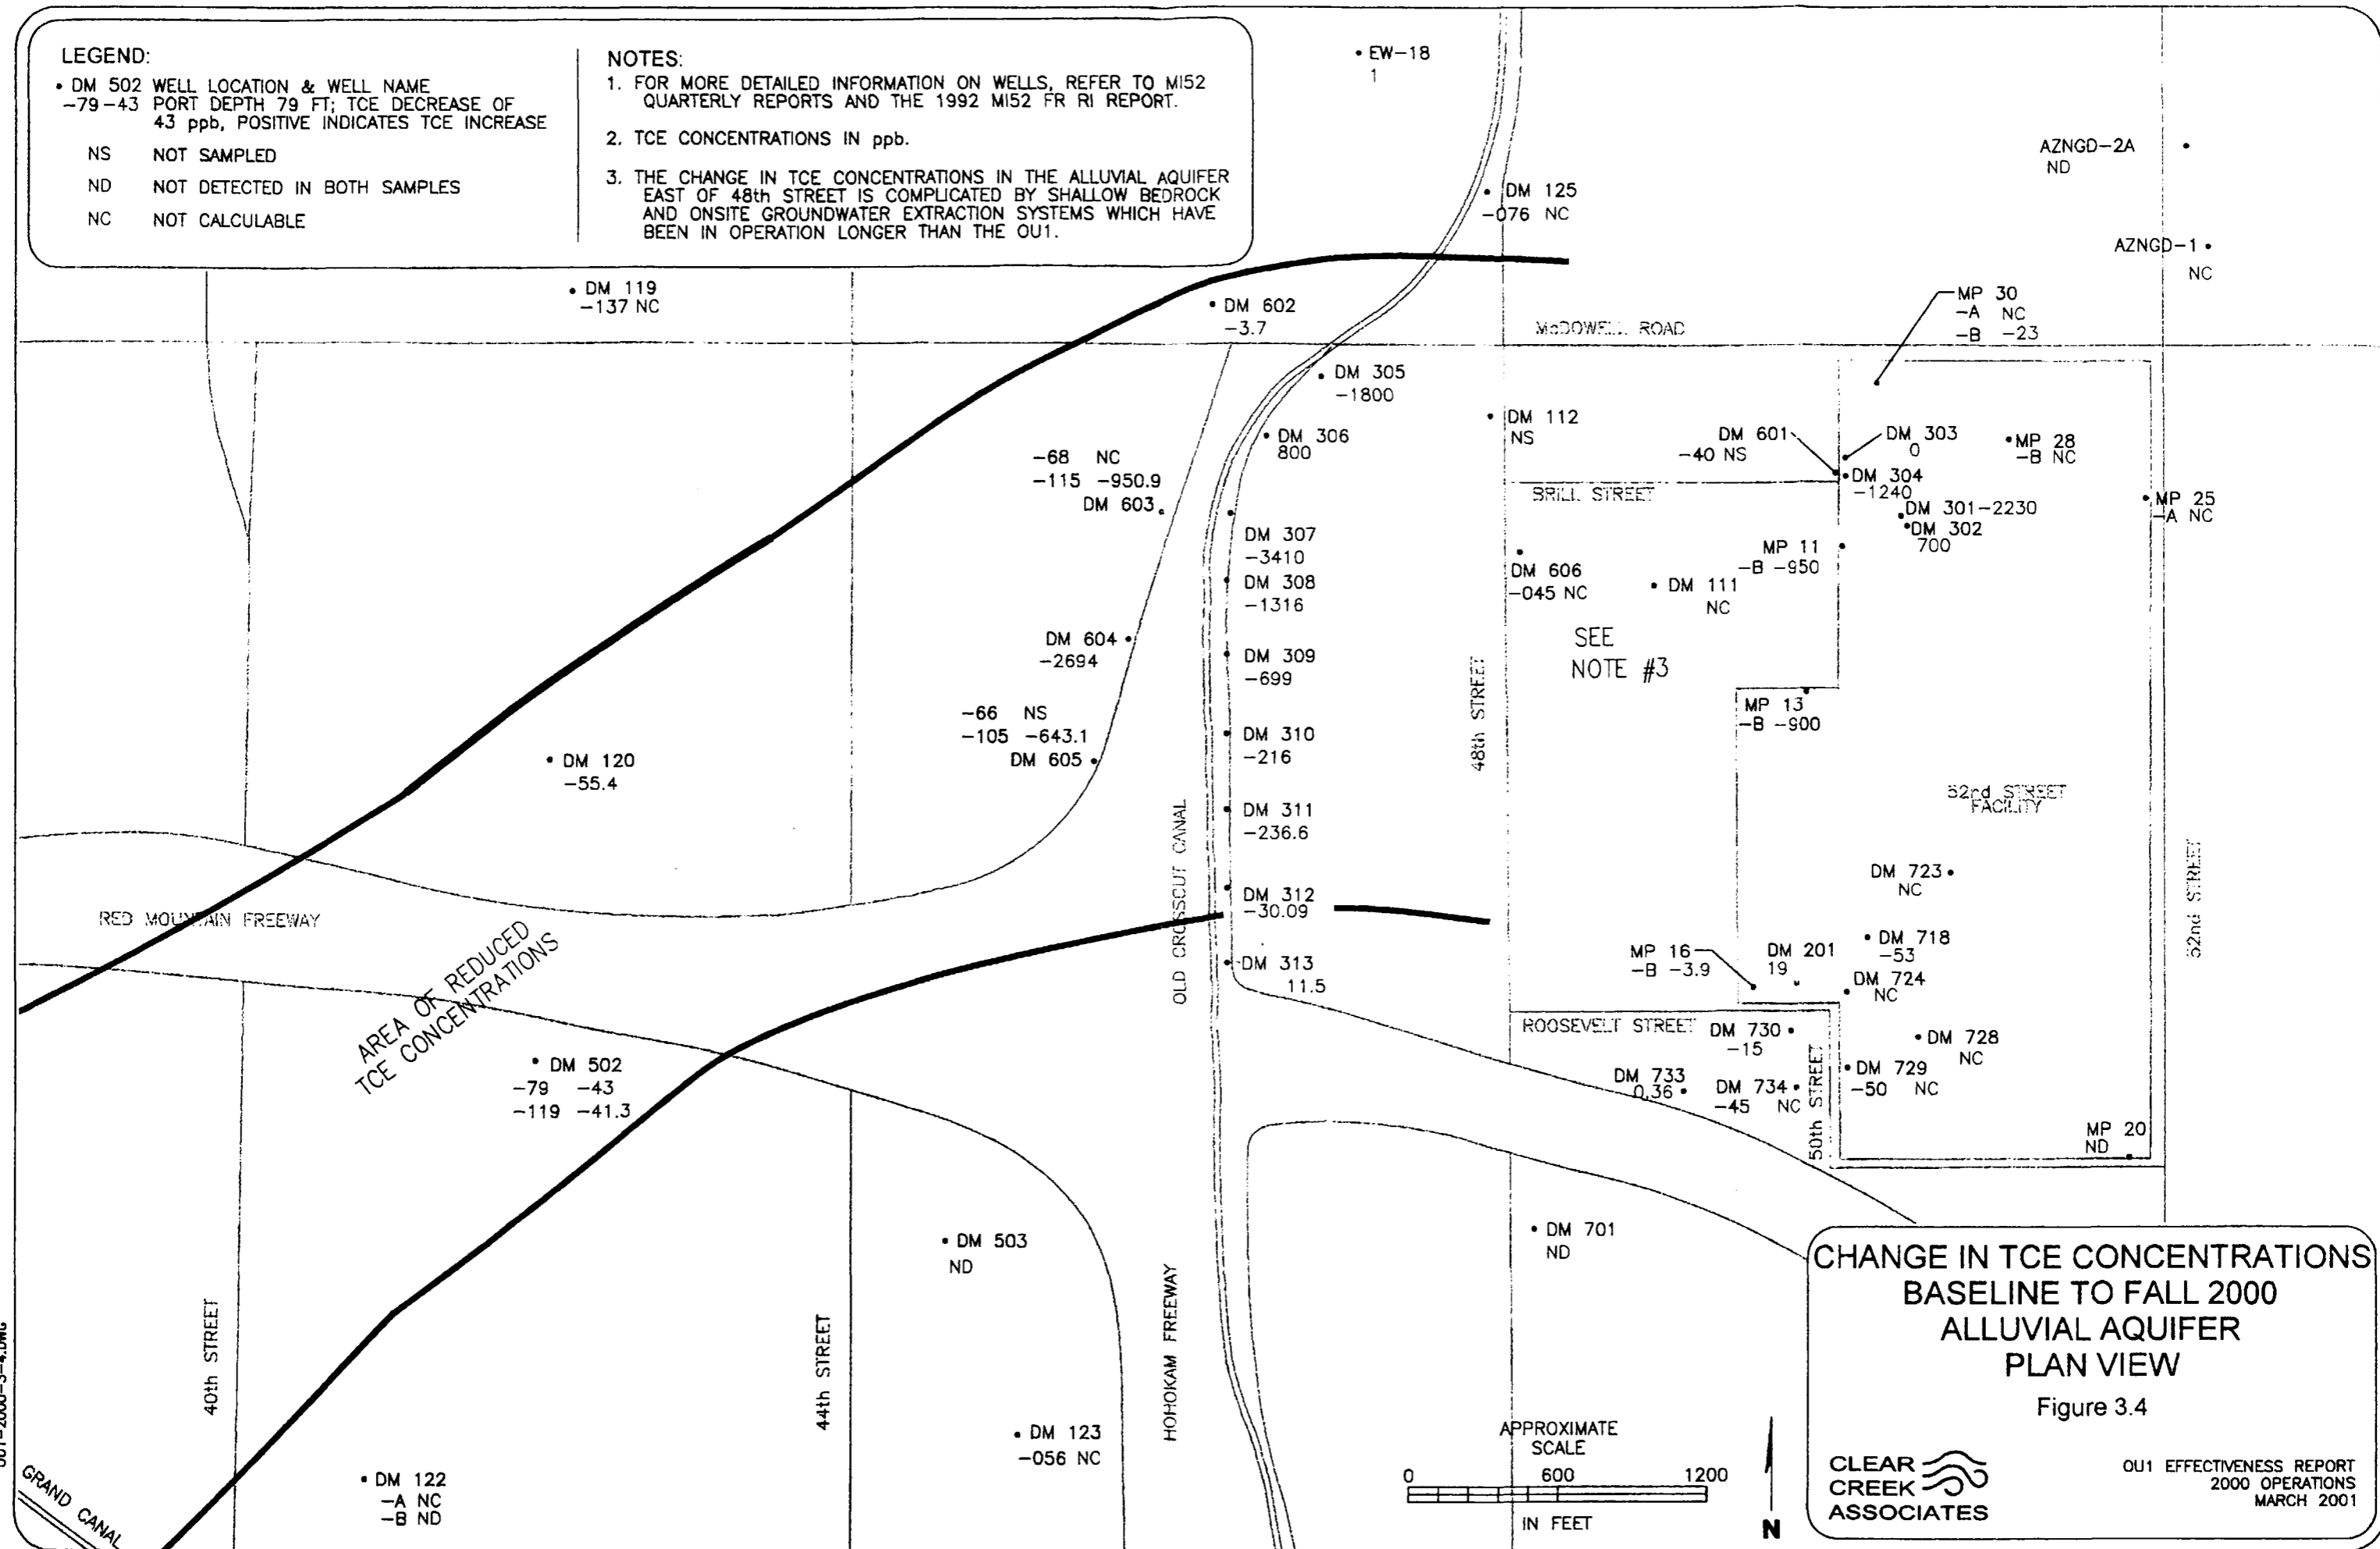 LEGEND:
• DM 502 WELL LOCATION & WELL NAME
-79 -43 PORT DEPTH 79 FT; TCE DECREASE OF
43 ppb, POSITIVE INDICATES TCE INCREASE
NS NOT SAMPLED
ND NOT DETECTED IN BOTH SAMPLES
NC NOT CALCULABLE
NOTES:
1. FOR MORE DETAILED INFORMATION ON WELLS, REFER TO MI52
QUARTERLY REPORTS AND THE 1992 MI52 FR RI REPORT.
2. TCE CONCENTRATIONS IN ppb.
3. THE CHANGE IN TCE CONCENTRATIONS IN THE ALLUVIAL AQUIFER
EAST OF 48th STREET IS COMPLICATED BY SHALLOW BEDROCK
AND ONSITE GROUNDWATER EXTRACTION SYSTEMS WHICH HAVE
BEEN IN OPERATION LONGER THAN THE OU1.
EW-18
1
AZNGD-2A
ND
DM 125
-076 NC
AZNGD-1
NC
DM 119
-137 NC
DM 602
-3.7
MP 30
-A NC
-B -23
McDOWELL ROAD
DM 305
-1800
DM 306
800
DM 112
NS
DM 601
-40 NS
DM 303
0
MP 28
-B NC
-68 NC
-115 -950.9
DM 603
DM 304
-1240
BRILL STREET
MP 25
-A NC
DM 301-2230
DM 302
700
DM 307
-3410
MP 11
-B -950
DM 606
-045 NC
DM 111
NC
DM 308
-1316
SEE
NOTE #3
DM 604
-2694
DM 309
-699
48th STREET
MP 13
-B -900
-66 NS
-105 -643.1
DM 605
DM 310
-216
DM 120
-55.4
52nd STREET
FACILITY
DM 311
-236.6
OLD CROSSCUT CANAL
DM 723
NC
52nd STREET
DM 312
-30.09
RED MOUNTAIN FREEWAY
AREA OF REDUCED
TCE CONCENTRATIONS
DM 718
-53
MP 16
-B -3.9
DM 201
19
DM 313
11.5
DM 724
NC
ROOSEVELT STREET
DM 730
-15
DM 728
NC
DM 502
-79 -43
-119 -41.3
DM 733
0.36
DM 734
-45 NC
50th STREET
DM 729
-50 NC
MP 20
ND
DM 503
ND
DM 701
ND
40th STREET
44th STREET
HOHOKAM FREEWAY
DM 123
-056 NC
DM 122
-A NC
-B ND
GRAND CANAL
OU1-2000-3-4.DWG
APPROXIMATE
SCALE
0 600 1200
IN FEET
N
CHANGE IN TCE CONCENTRATIONS
BASELINE TO FALL 2000
ALLUVIAL AQUIFER
PLAN VIEW
Figure 3.4
CLEAR
CREEK
ASSOCIATES
OU1 EFFECTIVENESS REPORT
2000 OPERATIONS
MARCH 2001